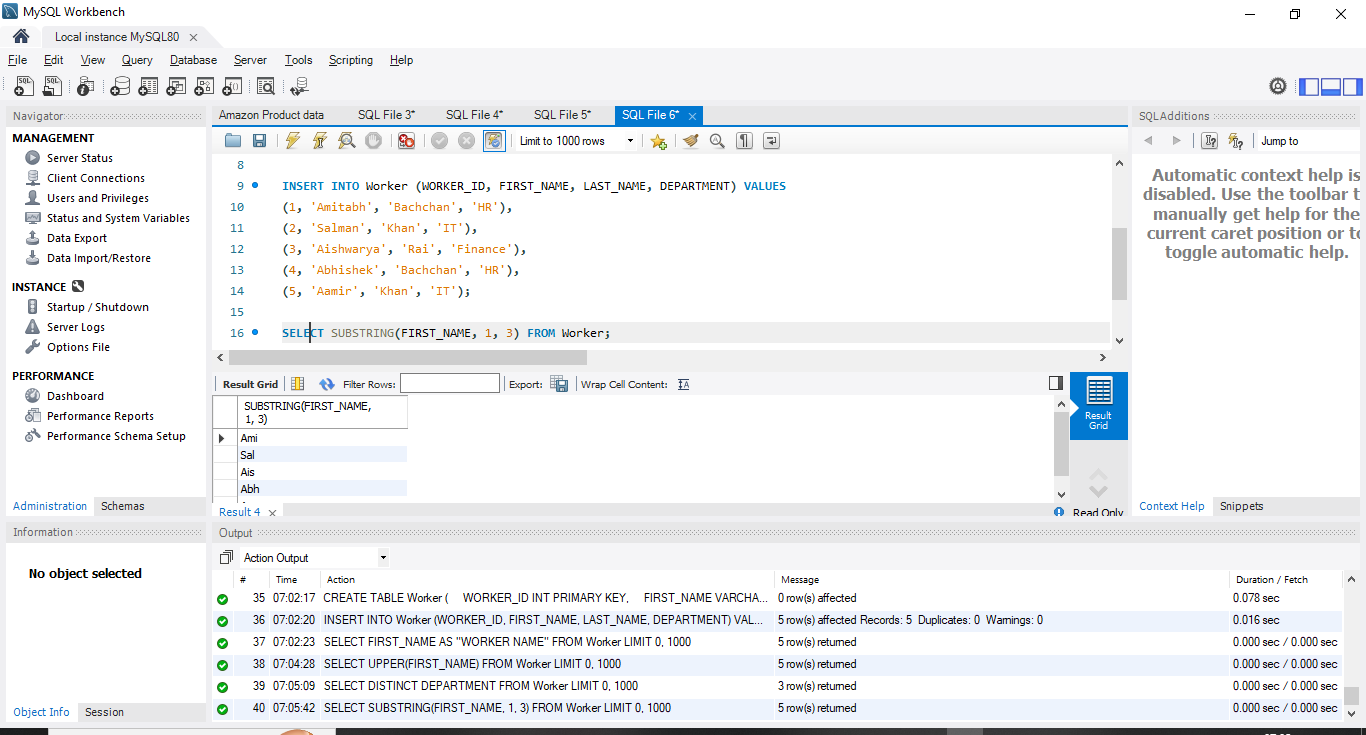 MySQL Workbench
Local instance MySQL80
File Edit View Query Database Server Tools Scripting Help
Navigator
MANAGEMENT
Server Status
Client Connections
Users and Privileges
Status and System Variables
Data Export
Data Import/Restore
INSTANCE
Startup / Shutdown
Server Logs
Options File
PERFORMANCE
Dashboard
Performance Reports
Performance Schema Setup
Administration Schemas
Information
No object selected
Object Info Session
Amazon Product data SQL File 3* SQL File 4* SQL File 5* SQL File 6*
Limit to 1000 rows
8
9 INSERT INTO Worker (WORKER_ID, FIRST_NAME, LAST_NAME, DEPARTMENT) VALUES
10 (1, 'Amitabh', 'Bachchan', 'HR'),
11 (2, 'Salman', 'Khan', 'IT'),
12 (3, 'Aishwarya', 'Rai', 'Finance'),
13 (4, 'Abhishek', 'Bachchan', 'HR'),
14 (5, 'Aamir', 'Khan', 'IT');
15
16 SELECT SUBSTRING(FIRST_NAME, 1, 3) FROM Worker;
Result Grid Filter Rows: Export: Wrap Cell Content:
SUBSTRING(FIRST_NAME,
1, 3)
Ami
Sal
Ais
Abh
Result Grid
Result 4
Read Only
SQLAdditions
Jump to
Automatic context help is
disabled. Use the toolbar t
manually get help for the
current caret position or to
toggle automatic help.
Context Help Snippets
Output
Action Output
# Time Action Message Duration / Fetch
35 07:02:17 CREATE TABLE Worker ( WORKER_ID INT PRIMARY KEY, FIRST_NAME VARCHA... 0 row(s) affected 0.078 sec
36 07:02:20 INSERT INTO Worker (WORKER_ID, FIRST_NAME, LAST_NAME, DEPARTMENT) VAL... 5 row(s) affected Records: 5 Duplicates: 0 Warnings: 0 0.016 sec
37 07:02:23 SELECT FIRST_NAME AS "WORKER NAME" FROM Worker LIMIT 0, 1000 5 row(s) returned 0.000 sec / 0.000 sec
38 07:04:28 SELECT UPPER(FIRST_NAME) FROM Worker LIMIT 0, 1000 5 row(s) returned 0.000 sec / 0.000 sec
39 07:05:09 SELECT DISTINCT DEPARTMENT FROM Worker LIMIT 0, 1000 3 row(s) returned 0.000 sec / 0.000 sec
40 07:05:42 SELECT SUBSTRING(FIRST_NAME, 1, 3) FROM Worker LIMIT 0, 1000 5 row(s) returned 0.000 sec / 0.000 sec